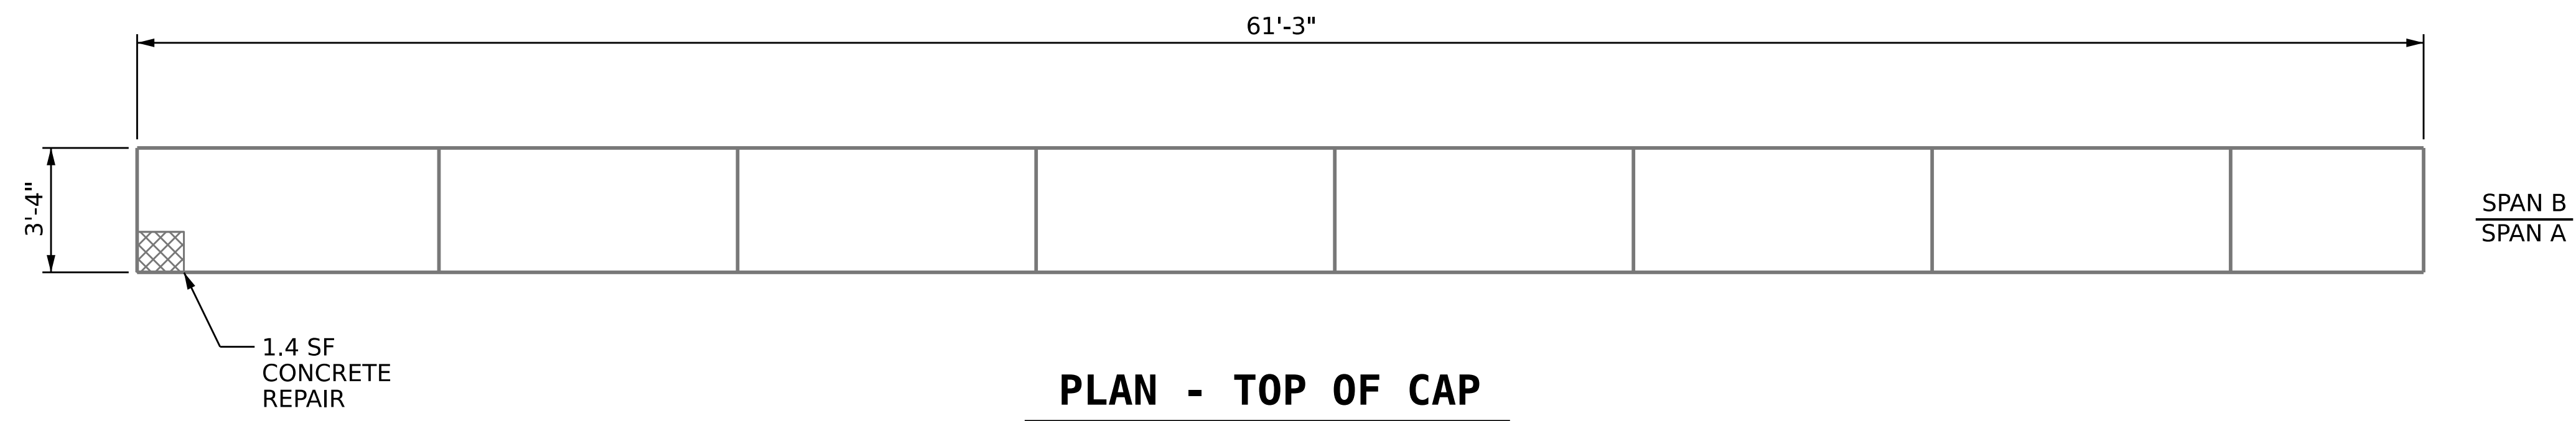 61'-3"
3'-4"
SPAN B
SPAN A
1.4 SF
CONCRETE
REPAIR
PLAN - TOP OF CAP